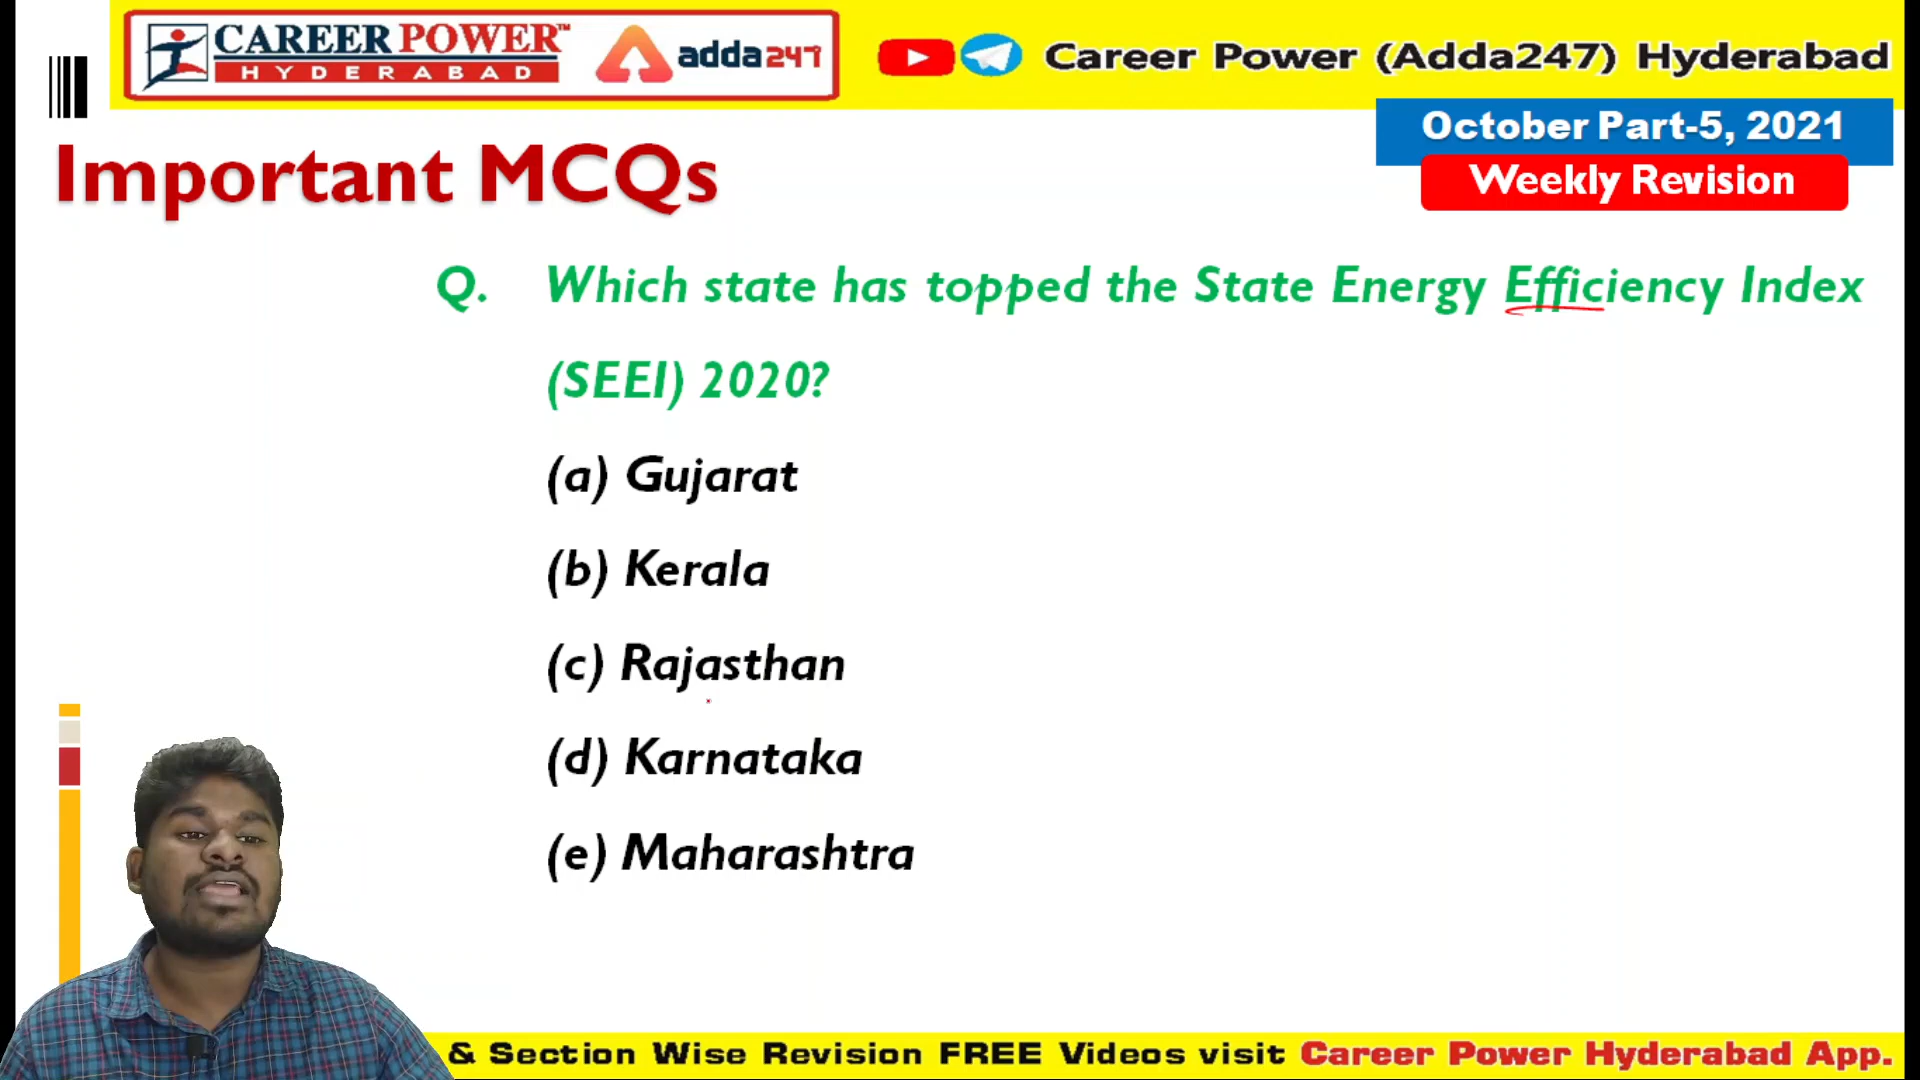 CAREER POWER™
HYDERABAD
adda247
Career Power (Adda247) Hyderabad
October Part-5, 2021
Weekly Revision
Important MCQs
Q. Which state has topped the State Energy Efficiency Index
(SEEI) 2020?
(a) Gujarat
(b) Kerala
(c) Rajasthan
(d) Karnataka
(e) Maharashtra
& Section Wise Revision FREE Videos visit Career Power Hyderabad App.